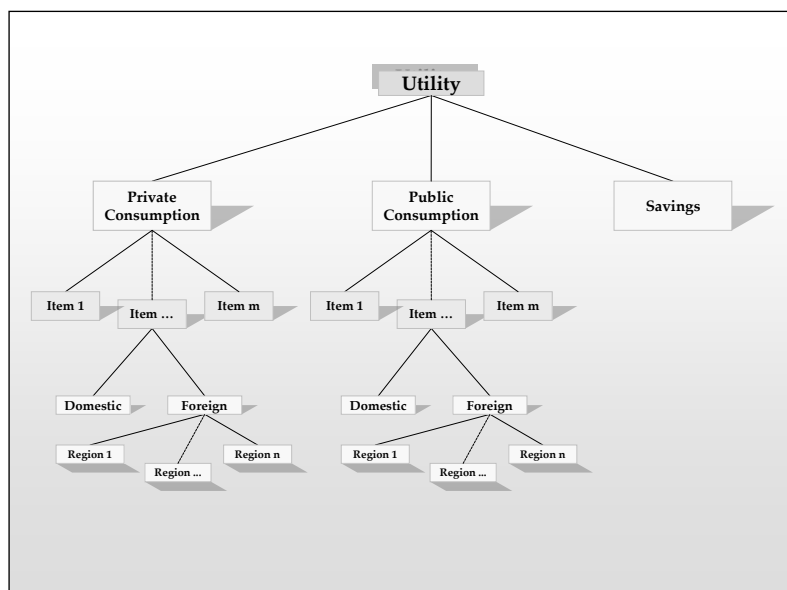 Utility
Private
Consumption
Public
Consumption
Savings
Item 1
Item …
Item m
Item 1
Item …
Item m
Domestic
Foreign
Domestic
Foreign
Region 1
Region ...
Region n
Region 1
Region ...
Region n